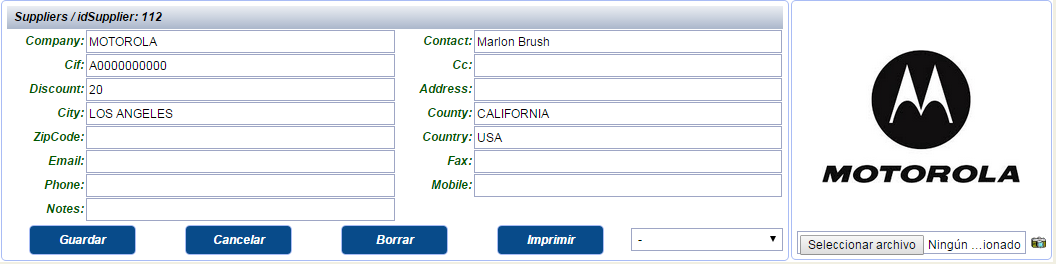 Suppliers / idSupplier: 112
Company: MOTOROLA Contact: Marlon Brush
Cif: A0000000000 Cc:
Discount: 20 Address:
City: LOS ANGELES County: CALIFORNIA
ZipCode: Country: USA
Email: Fax:
Phone: Mobile:
Notes:
Guardar Cancelar Borrar Imprimir -
MOTOROLA
Seleccionar archivo Ningún ...ionado